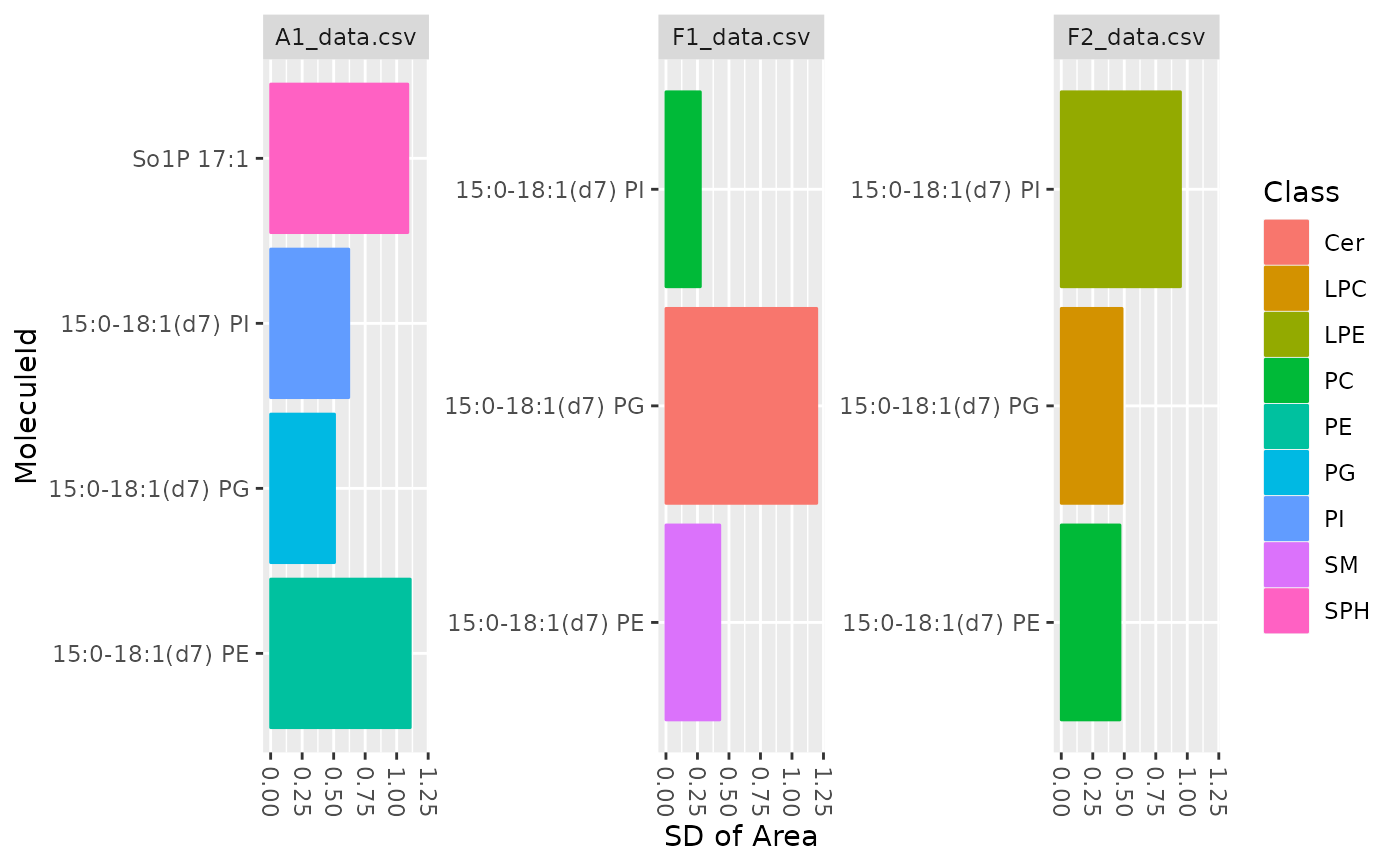 A1_data.csv
F1_data.csv
F2_data.csv
MoleculeId
So1P 17:1
15:0-18:1(d7) PI
15:0-18:1(d7) PG
15:0-18:1(d7) PE
15:0-18:1(d7) PI
15:0-18:1(d7) PG
15:0-18:1(d7) PE
15:0-18:1(d7) PI
15:0-18:1(d7) PG
15:0-18:1(d7) PE
0.00
0.25
0.50
0.75
1.00
1.25
0.00
0.25
0.50
0.75
1.00
1.25
0.00
0.25
0.50
0.75
1.00
1.25
SD of Area
Class
Cer
LPC
LPE
PC
PE
PG
PI
SM
SPH